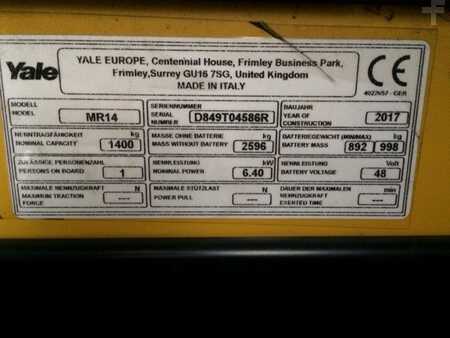 Yale
YALE EUROPE, Centennial House, Frimley Business Park,
Frimley,Surrey GU16 7SG, United Kingdom
MADE IN ITALY
CE
4022457 - GER
MODELL
MODEL
MR14
SERIENNUMMER
SERIAL
NUMBER
D849T04586R
BAUJAHR
YEAR OF
CONSTRUCTION
2017
NENNTRAGFÄHIGKEIT
NOMINAL CAPACITY
kg
1400
MASSE OHNE BATTERIE
MASS WITHOUT BATTERY
kg
2596
BATTERIEGEWICHT (MIN/MAX)
BATTERY MASS
kg
892 998
ZULÄSSIGE PERSONENZAHL
PERSONS ON BOARD
1
NENNLEISTUNG
NOMINAL POWER
kW
6.40
NENNLEISTUNG
BATTERY VOLTAGE
Volt
48
MAXIMALE NENNZUGKRAFT
MAXIMUM TRACTION
FORCE
N
---
MAXIMALE STÜTZLAST
POWER PULL
N
---
DAUER DER MAXIMALEN
NENNZUGKRAFT
EXERTED TIME
min
---